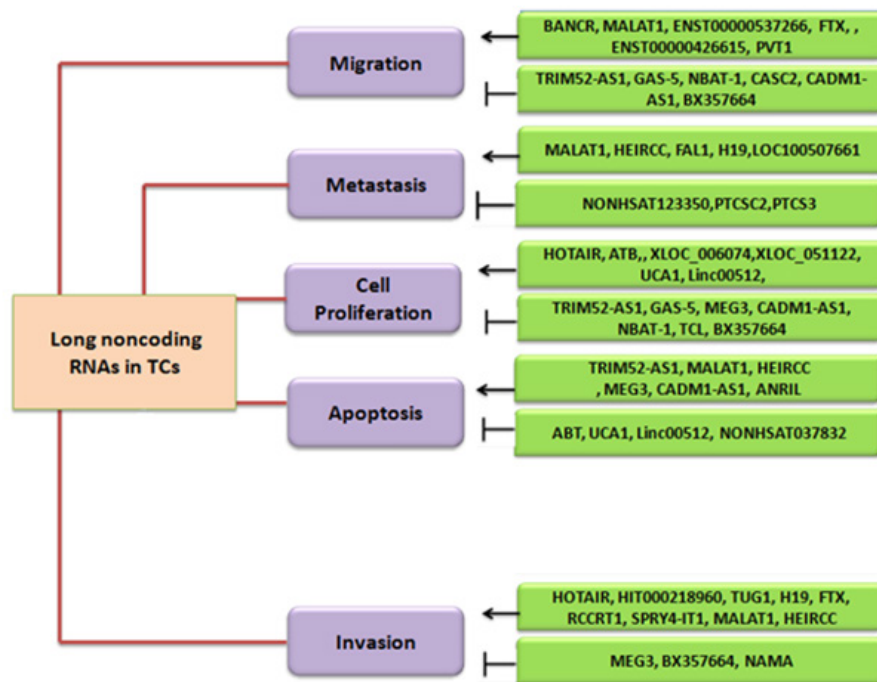 BANCR, MALAT1, ENST00000537266, FTX, ,
ENST00000426615, PVT1
Migration
TRIM52-AS1, GAS-5, NBAT-1, CASC2, CADM1-
AS1, BX357664
MALAT1, HEIRCC, FAL1, H19,LOC100507661
Metastasis
NONHSAT123350,PTCSC2,PTCS3
HOTAIR, ATB,, XLOC_006074,XLOC_051122,
UCA1, Linc00512,
Cell
Proliferation
TRIM52-AS1, GAS-5, MEG3, CADM1-AS1,
NBAT-1, TCL, BX357664
Long noncoding
RNAs in TCs
TRIM52-AS1, MALAT1, HEIRCC
, MEG3, CADM1-AS1, ANRIL
Apoptosis
ABT, UCA1, Linc00512, NONHSAT037832
HOTAIR, HIT000218960, TUG1, H19, FTX,
RCCRT1, SPRY4-IT1, MALAT1, HEIRCC
Invasion
MEG3, BX357664, NAMA